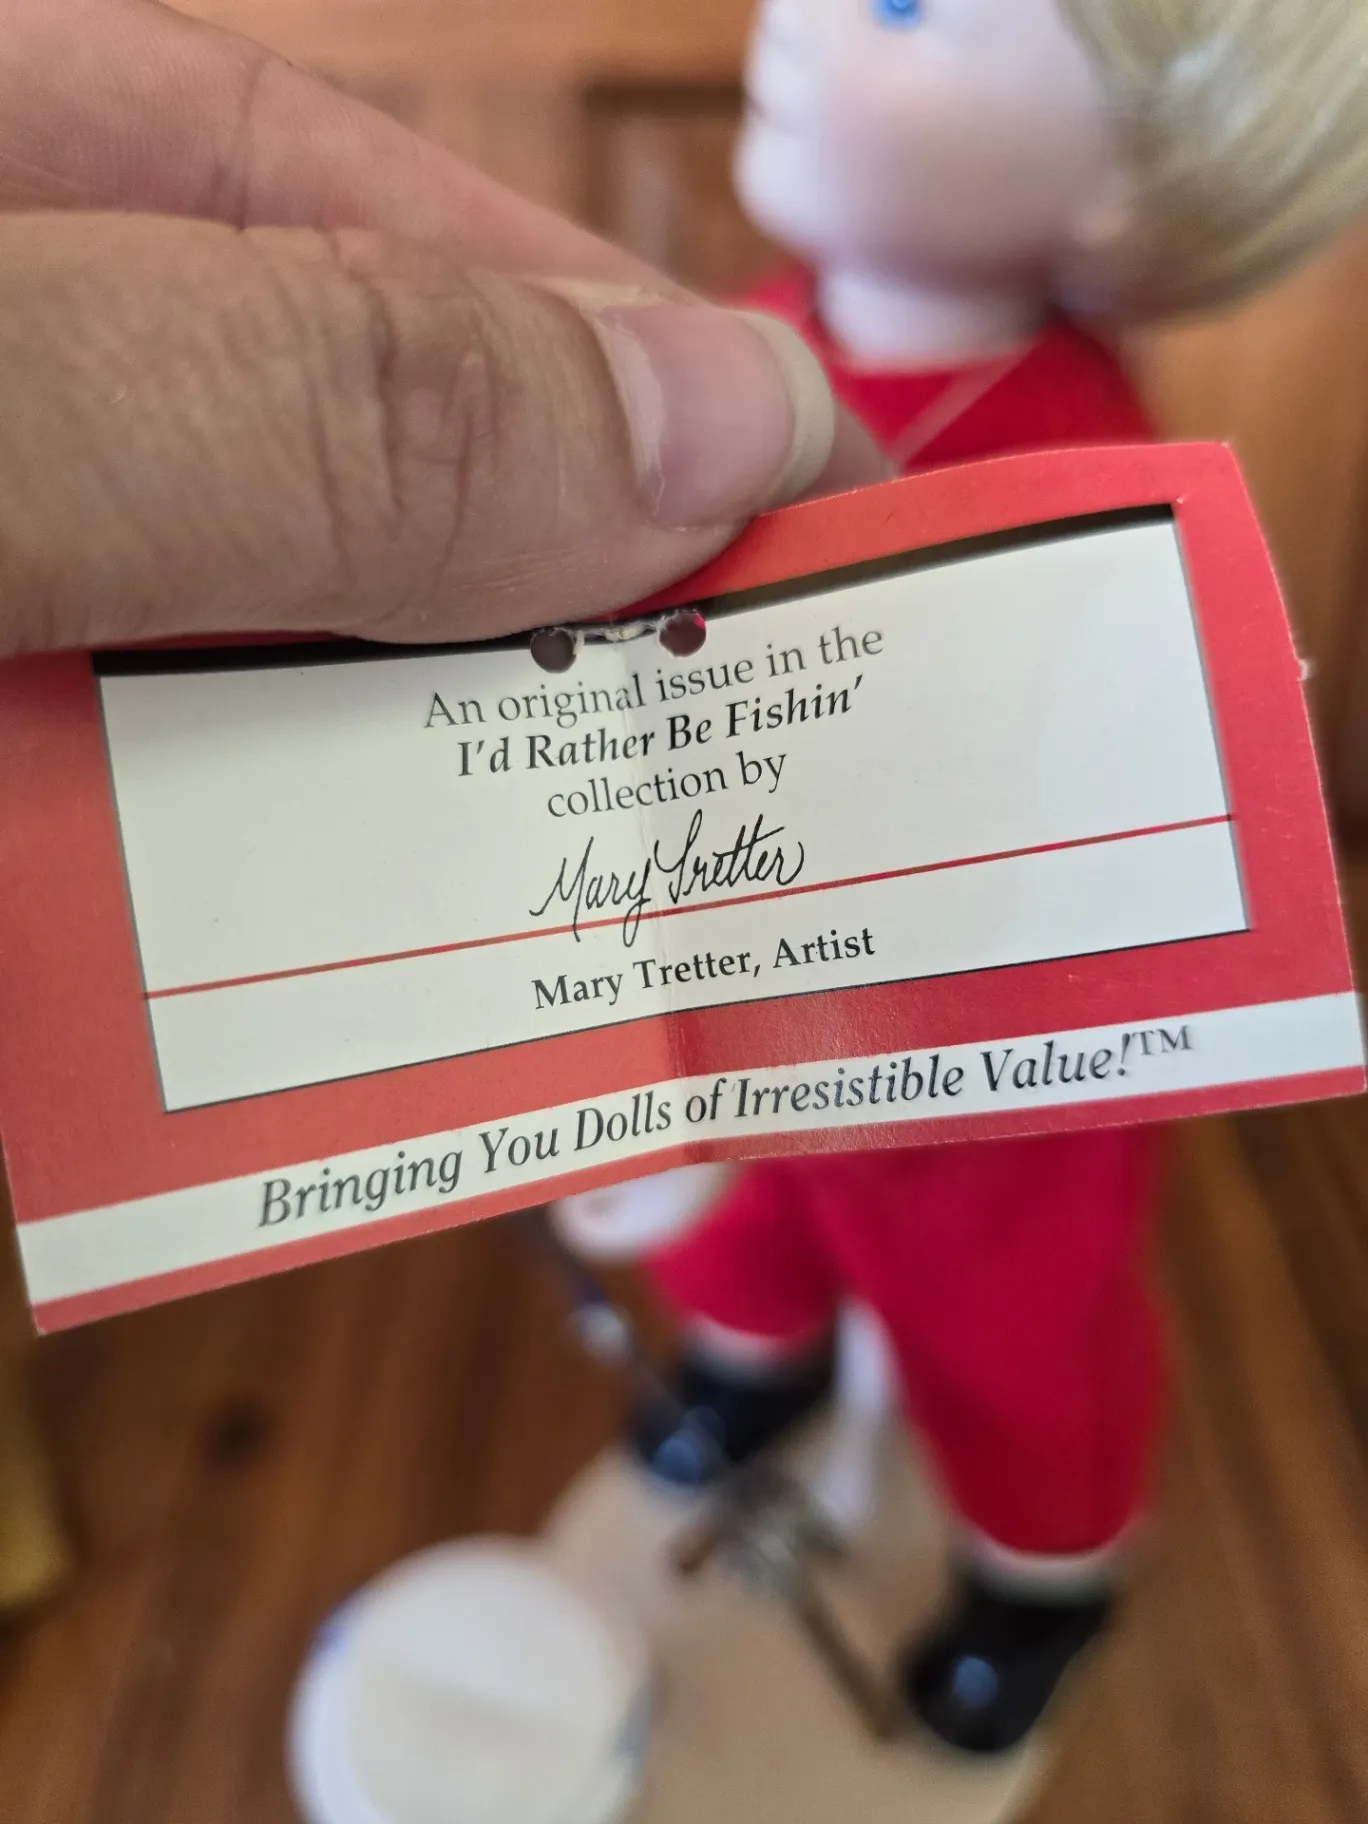 An original issue in the
I'd Rather Be Fishin'
collection by
Mary Tretter
Mary Tretter, Artist
Bringing You Dolls of Irresistible Value!™